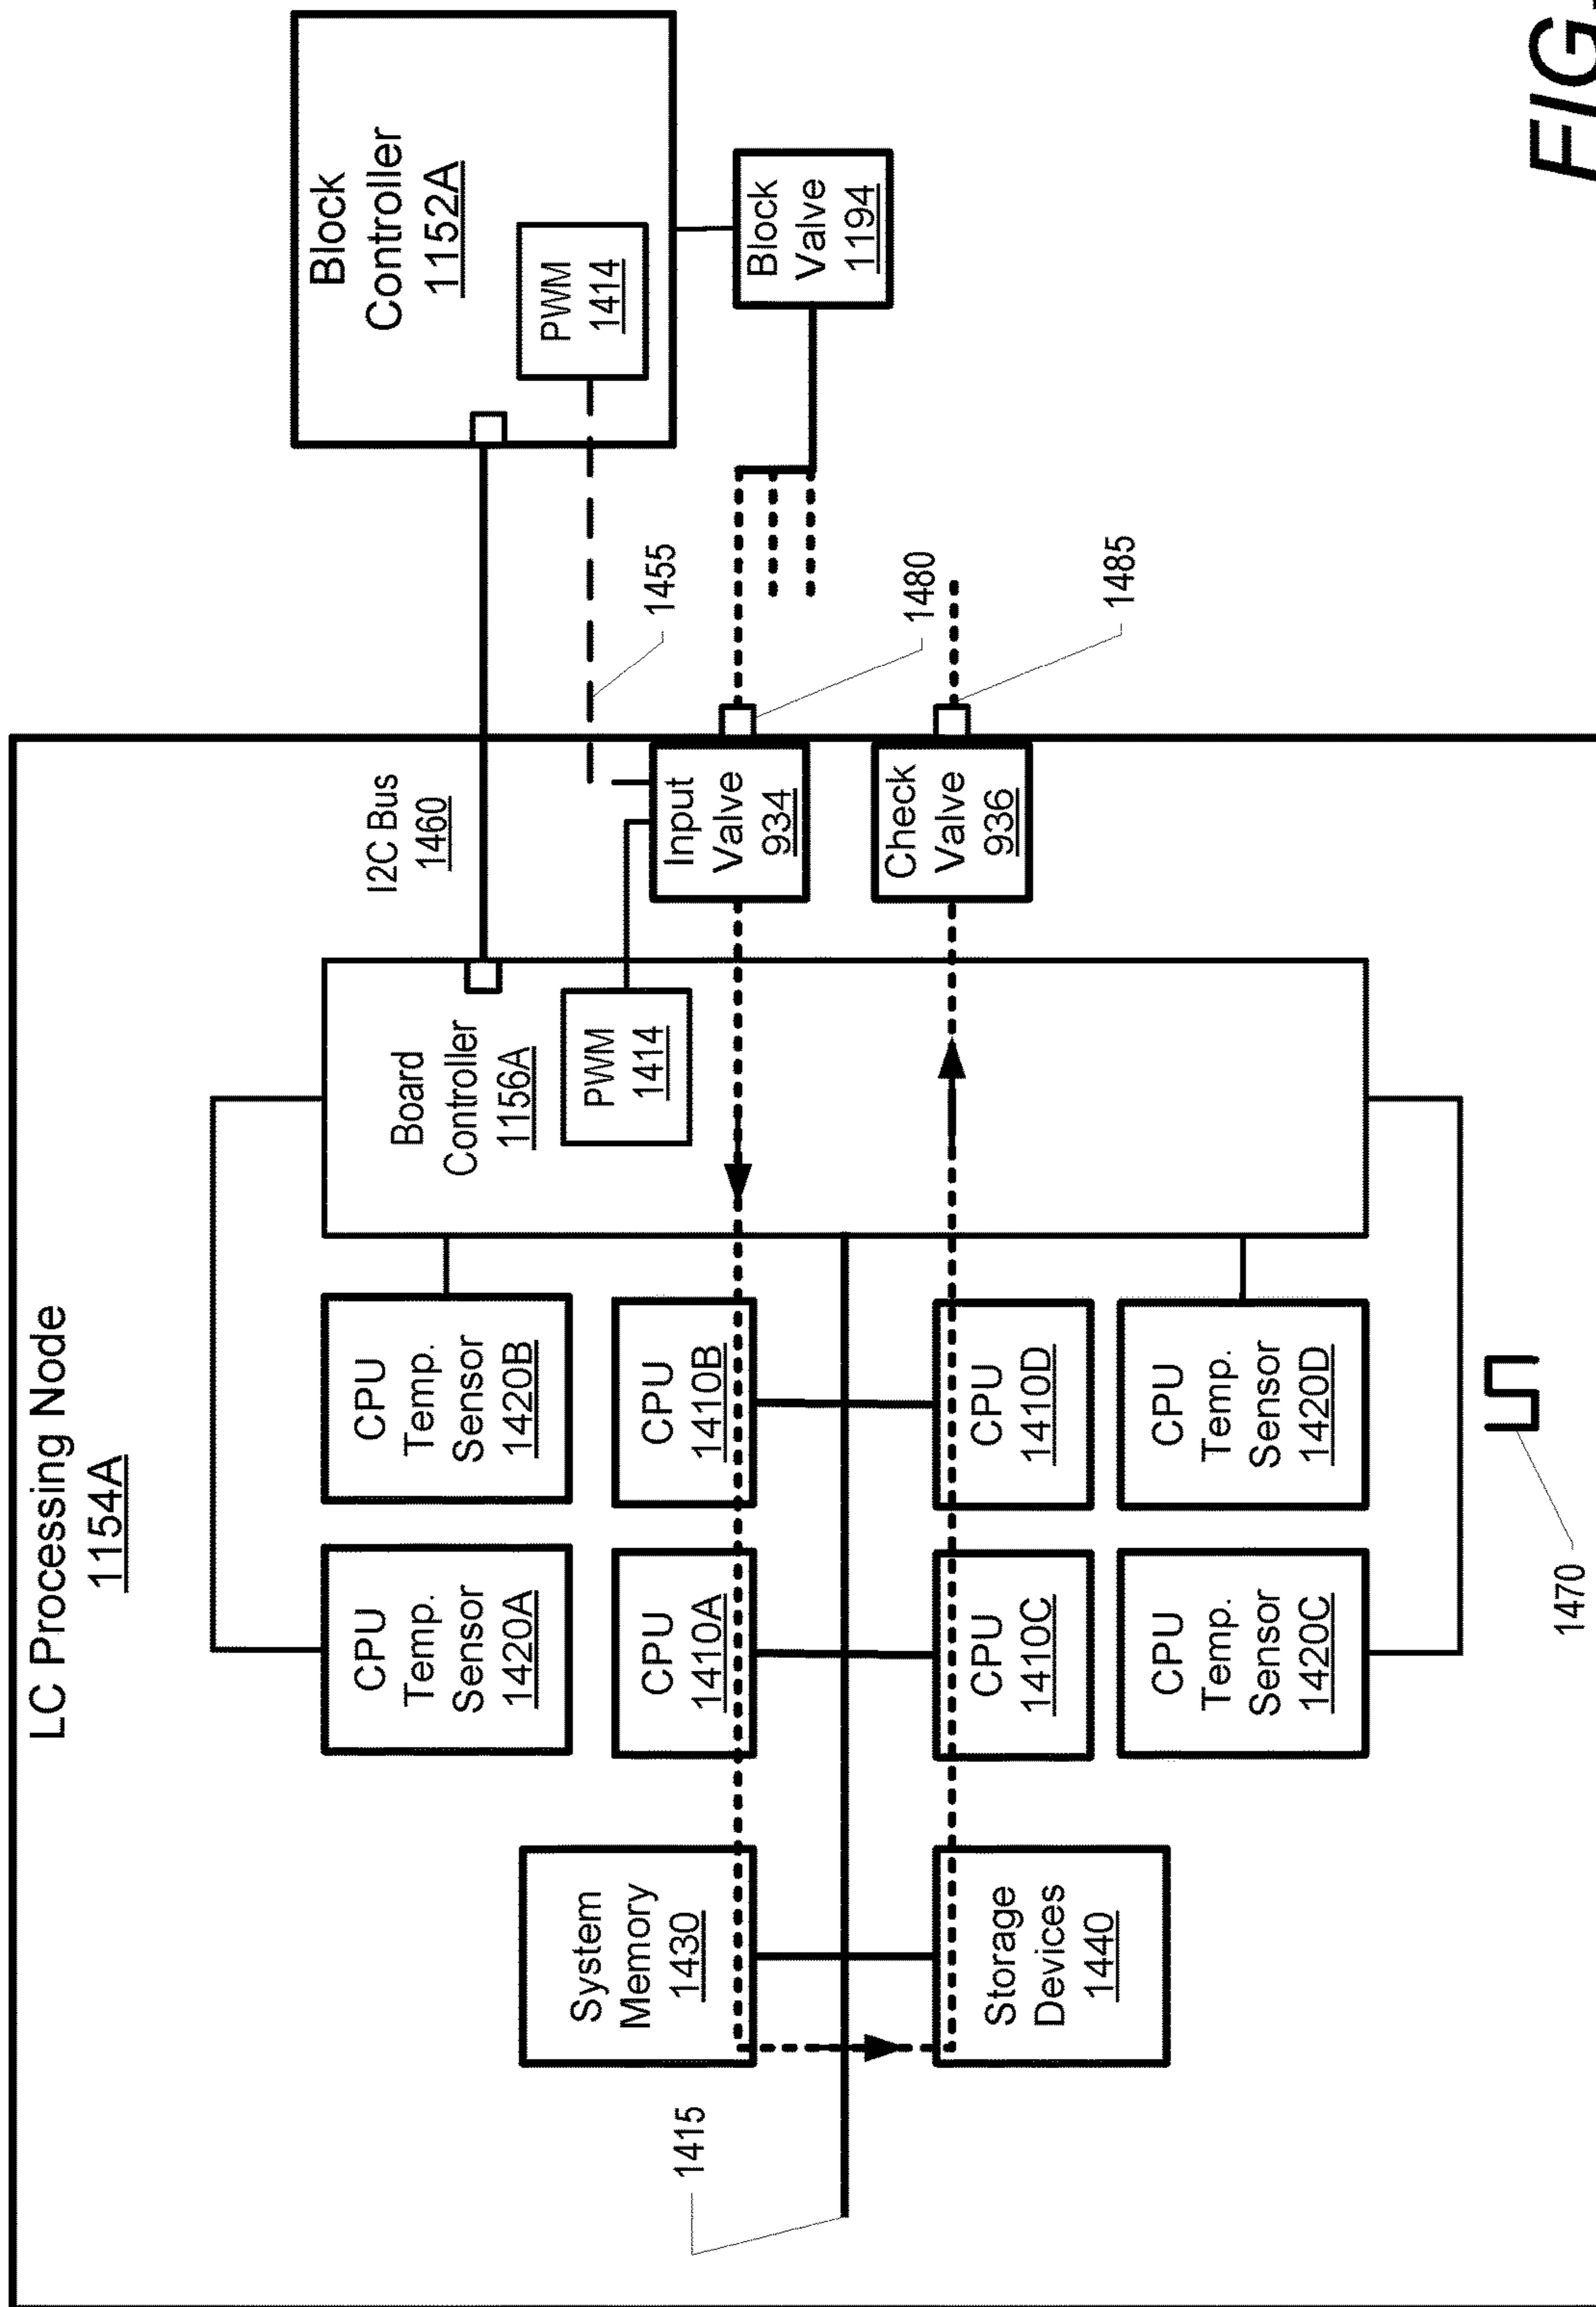 LC Processing Node
1154A
CPU
Temp.
Sensor
1420A
CPU
Temp.
Sensor
1420B
Board
Controller
1156A
PWM
1414
I2C Bus
1460
Block
Controller
1152A
PWM
1414
1455
System
Memory
1430
CPU
1410A
CPU
1410B
Input
Valve
934
Block
Valve
1194
1480
1415
Storage
Devices
1440
CPU
1410C
CPU
1410D
Check
Valve
936
1485
CPU
Temp.
Sensor
1420C
CPU
Temp.
Sensor
1420D
1470
FIG.